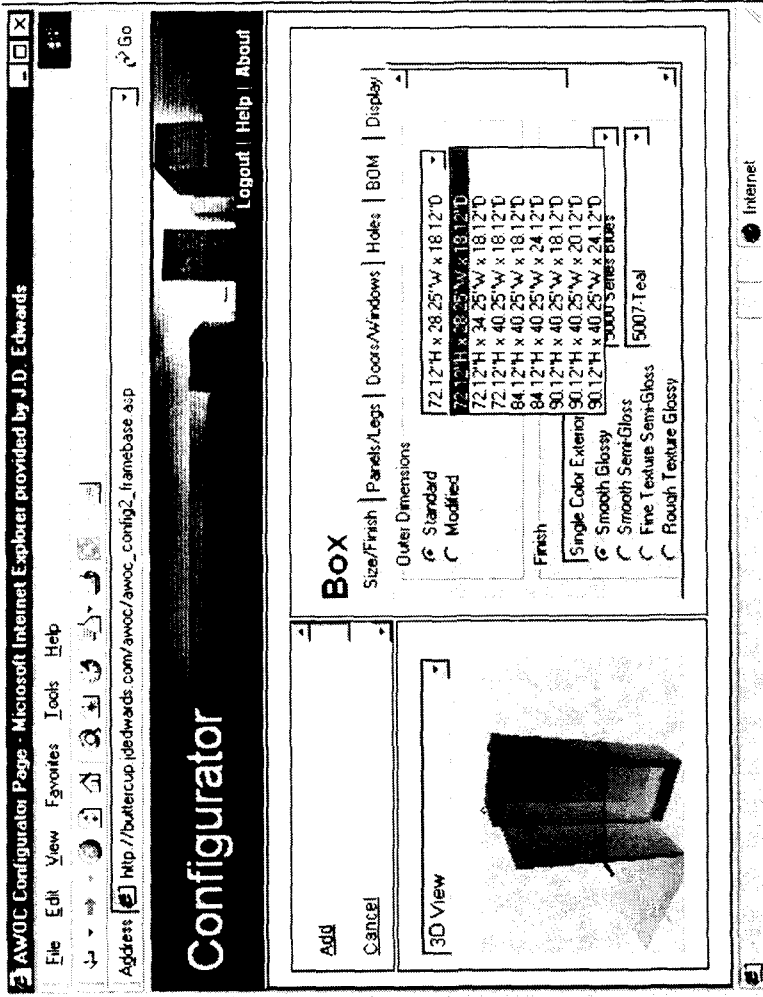 AWOC Configurator Page - Microsoft Internet Explorer provided by J.D. Edwards
File Edit View Favorites Tools Help
Address http://buttercup.jdedwards.com/awoc/awoc_config2_framebase.asp Go
Configurator
Logout | Help | About
Add
Cancel
3D View
Box
Size/Finish | Panels/Legs | Doors/Windows | Holes | BOM | Display
Outer Dimensions
Standard
Modified
72.12"H x 28.25"W x 18.12"D
72.12"H x 28.25"W x 18.12"D
72.12"H x 34.25"W x 18.12"D
72.12"H x 40.25"W x 18.12"D
84.12"H x 40.25"W x 18.12"D
84.12"H x 40.25"W x 24.12"D
90.12"H x 40.25"W x 18.12"D
90.12"H x 40.25"W x 20.12"D
90.12"H x 40.25"W x 24.12"D
Finish
Single Color Exterior
Smooth Glossy
Smooth Semi-Gloss
Fine Texture Semi-Gloss
Rough Texture Glossy
5000 Series Blues
5007-Teal
Internet